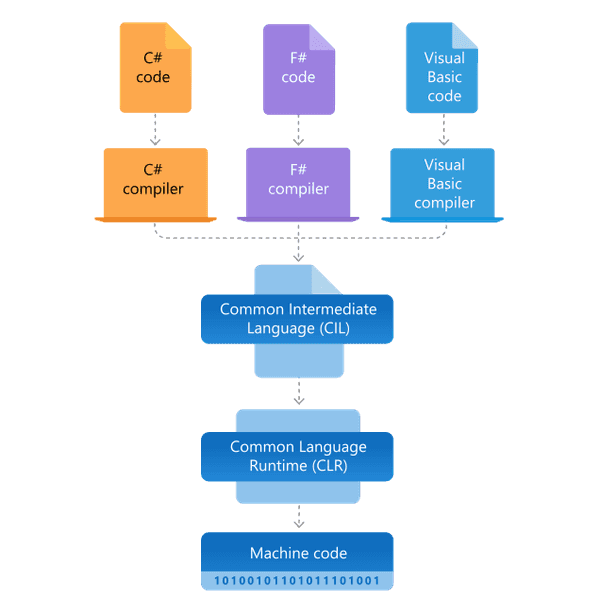 C#
code
F#
code
Visual
Basic
code
C#
compiler
F#
compiler
Visual
Basic
compiler
Common Intermediate
Language (CIL)
Common Language
Runtime (CLR)
Machine code
101001011010111101001